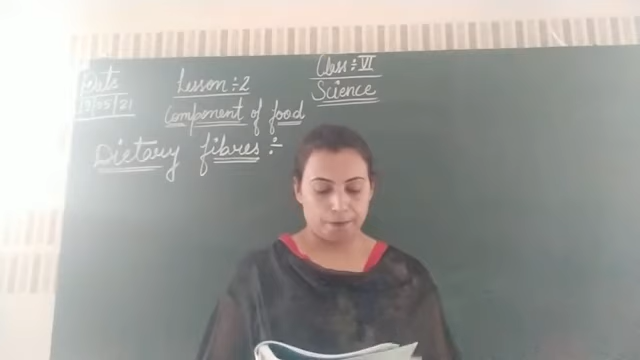 Date
Lesson ÷ 2
Class ÷ VI
Science
Component of food
Dietary fibres ÷